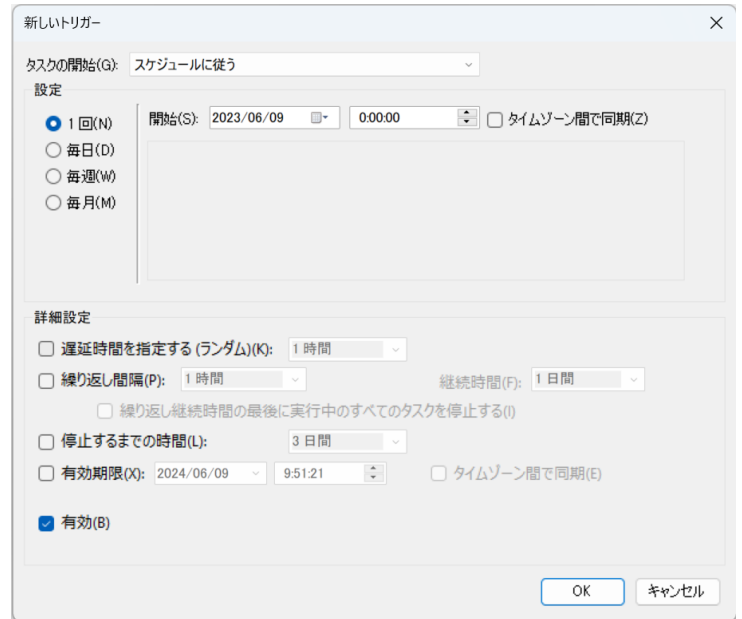 新しいトリガー
タスクの開始(G): スケジュールに従う
設定
1 回(N) 開始(S): 2023/06/09 0:00:00 タイムゾーン間で同期(Z)
毎日(D)
毎週(W)
毎月(M)
詳細設定
遅延時間を指定する (ランダム)(K): 1 時間
繰り返し間隔(P): 1 時間 継続時間(F): 1 日間
繰り返し継続時間の最後に実行中のすべてのタスクを停止する(I)
停止するまでの時間(L): 3 日間
有効期限(X): 2024/06/09 9:51:21 タイムゾーン間で同期(E)
有効(B)
OK キャンセル